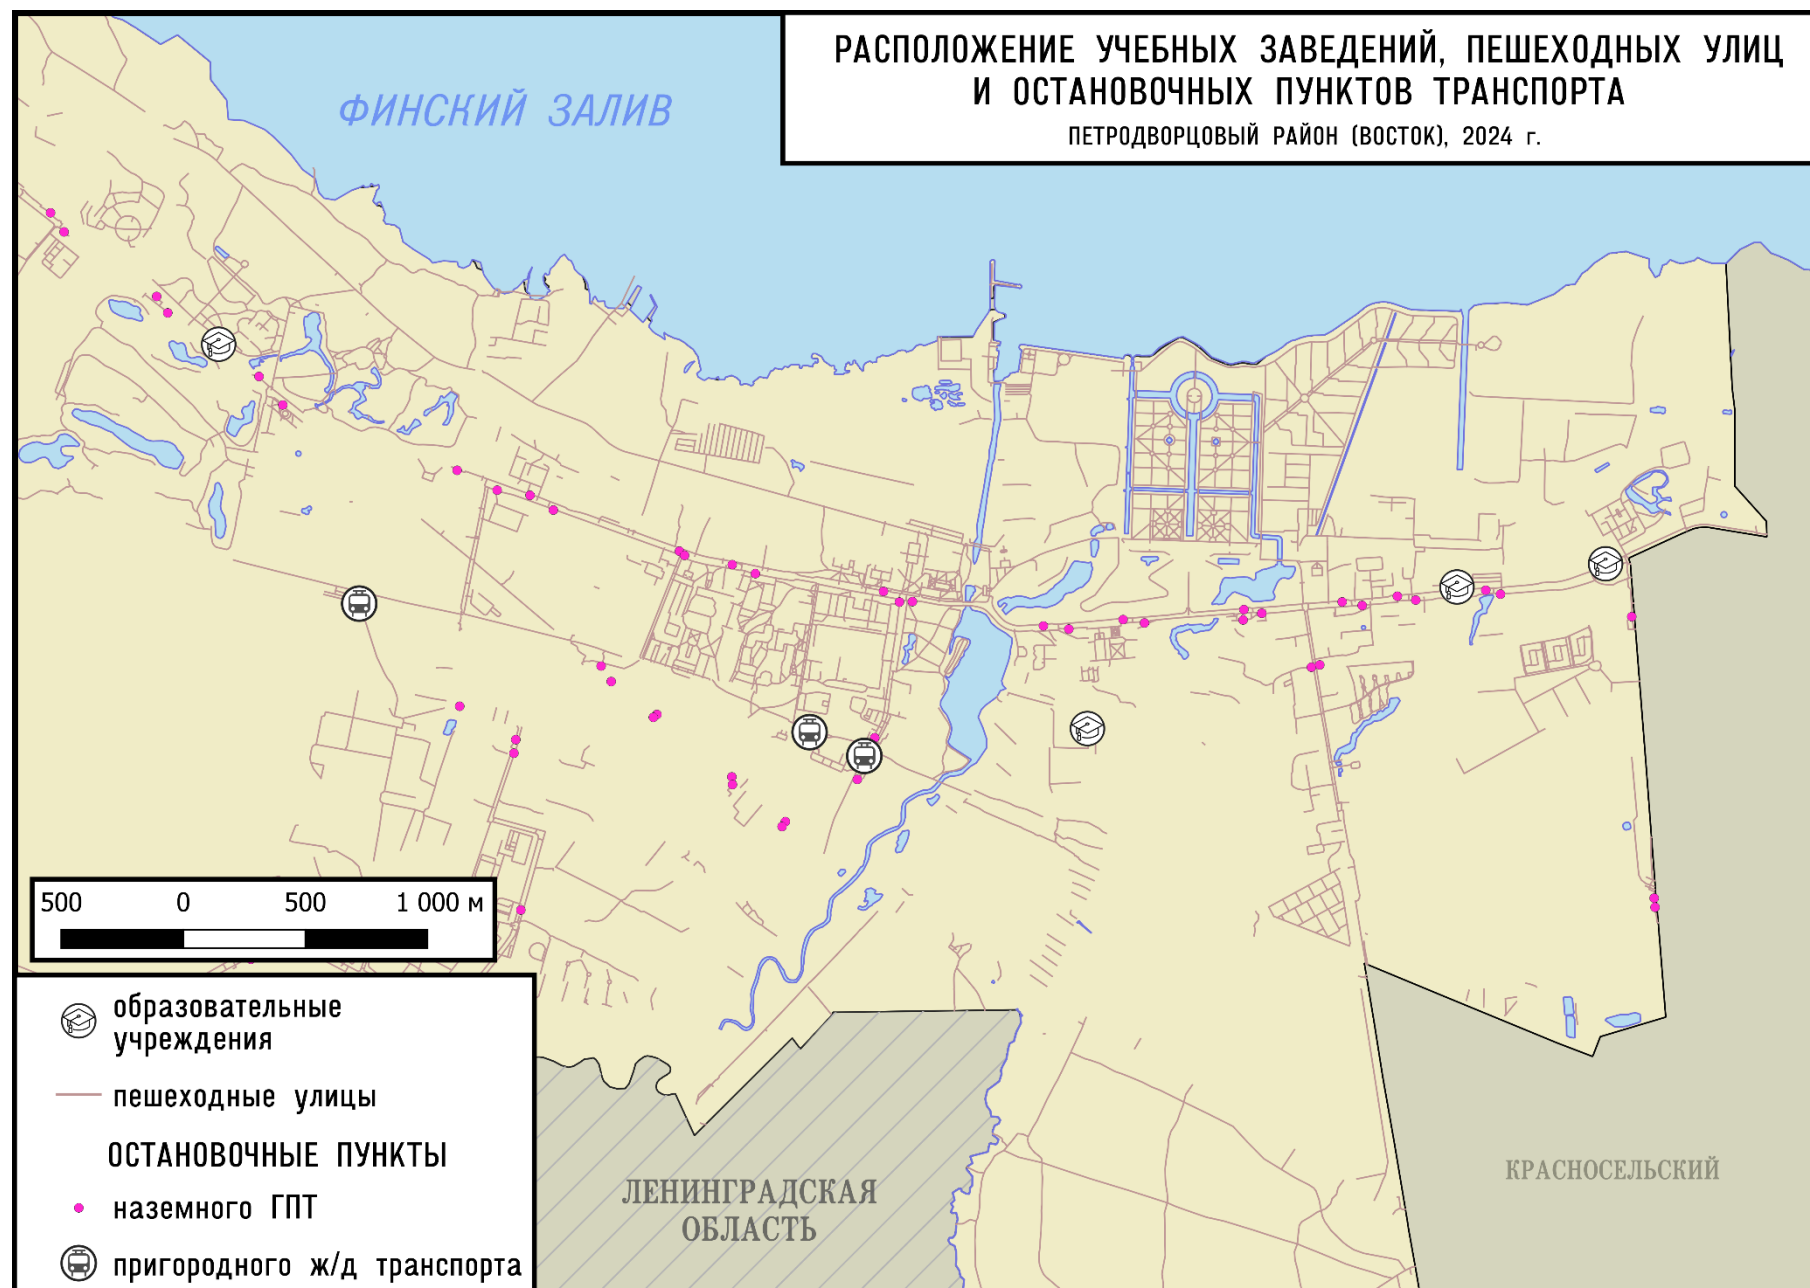 РАСПОЛОЖЕНИЕ УЧЕБНЫХ ЗАВЕДЕНИЙ, ПЕШЕХОДНЫХ УЛИЦ
И ОСТАНОВОЧНЫХ ПУНКТОВ ТРАНСПОРТА
ПЕТРОДВОРЦОВЫЙ РАЙОН (ВОСТОК), 2024 г.
ФИНСКИЙ ЗАЛИВ
500 0 500 1 000 м
образовательные
учреждения
пешеходные улицы
ОСТАНОВОЧНЫЕ ПУНКТЫ
наземного ГПТ
пригородного ж/д транспорта
ЛЕНИНГРАДСКАЯ
ОБЛАСТЬ
КРАСНОСЕЛЬСКИЙ